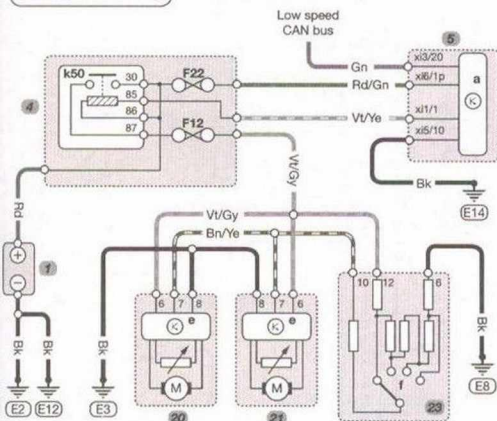 Low speed
CAN bus
5
xi3/20
Gn
k50
30
F22
xi6/1p
a
Rd/Gn
K
85
4
86
Vt/Ye
xi1/1
F12
87
xi5/10
Vt/Gy
Bk
E14
Rd
Vt/Gy
Bn/Ye
+
1
−
10
12
6
6
7
8
8
7
6
K
e
K
e
Bk
Bk
Bk
Bk
f
M
M
E2
E12
E3
20
21
23
E8